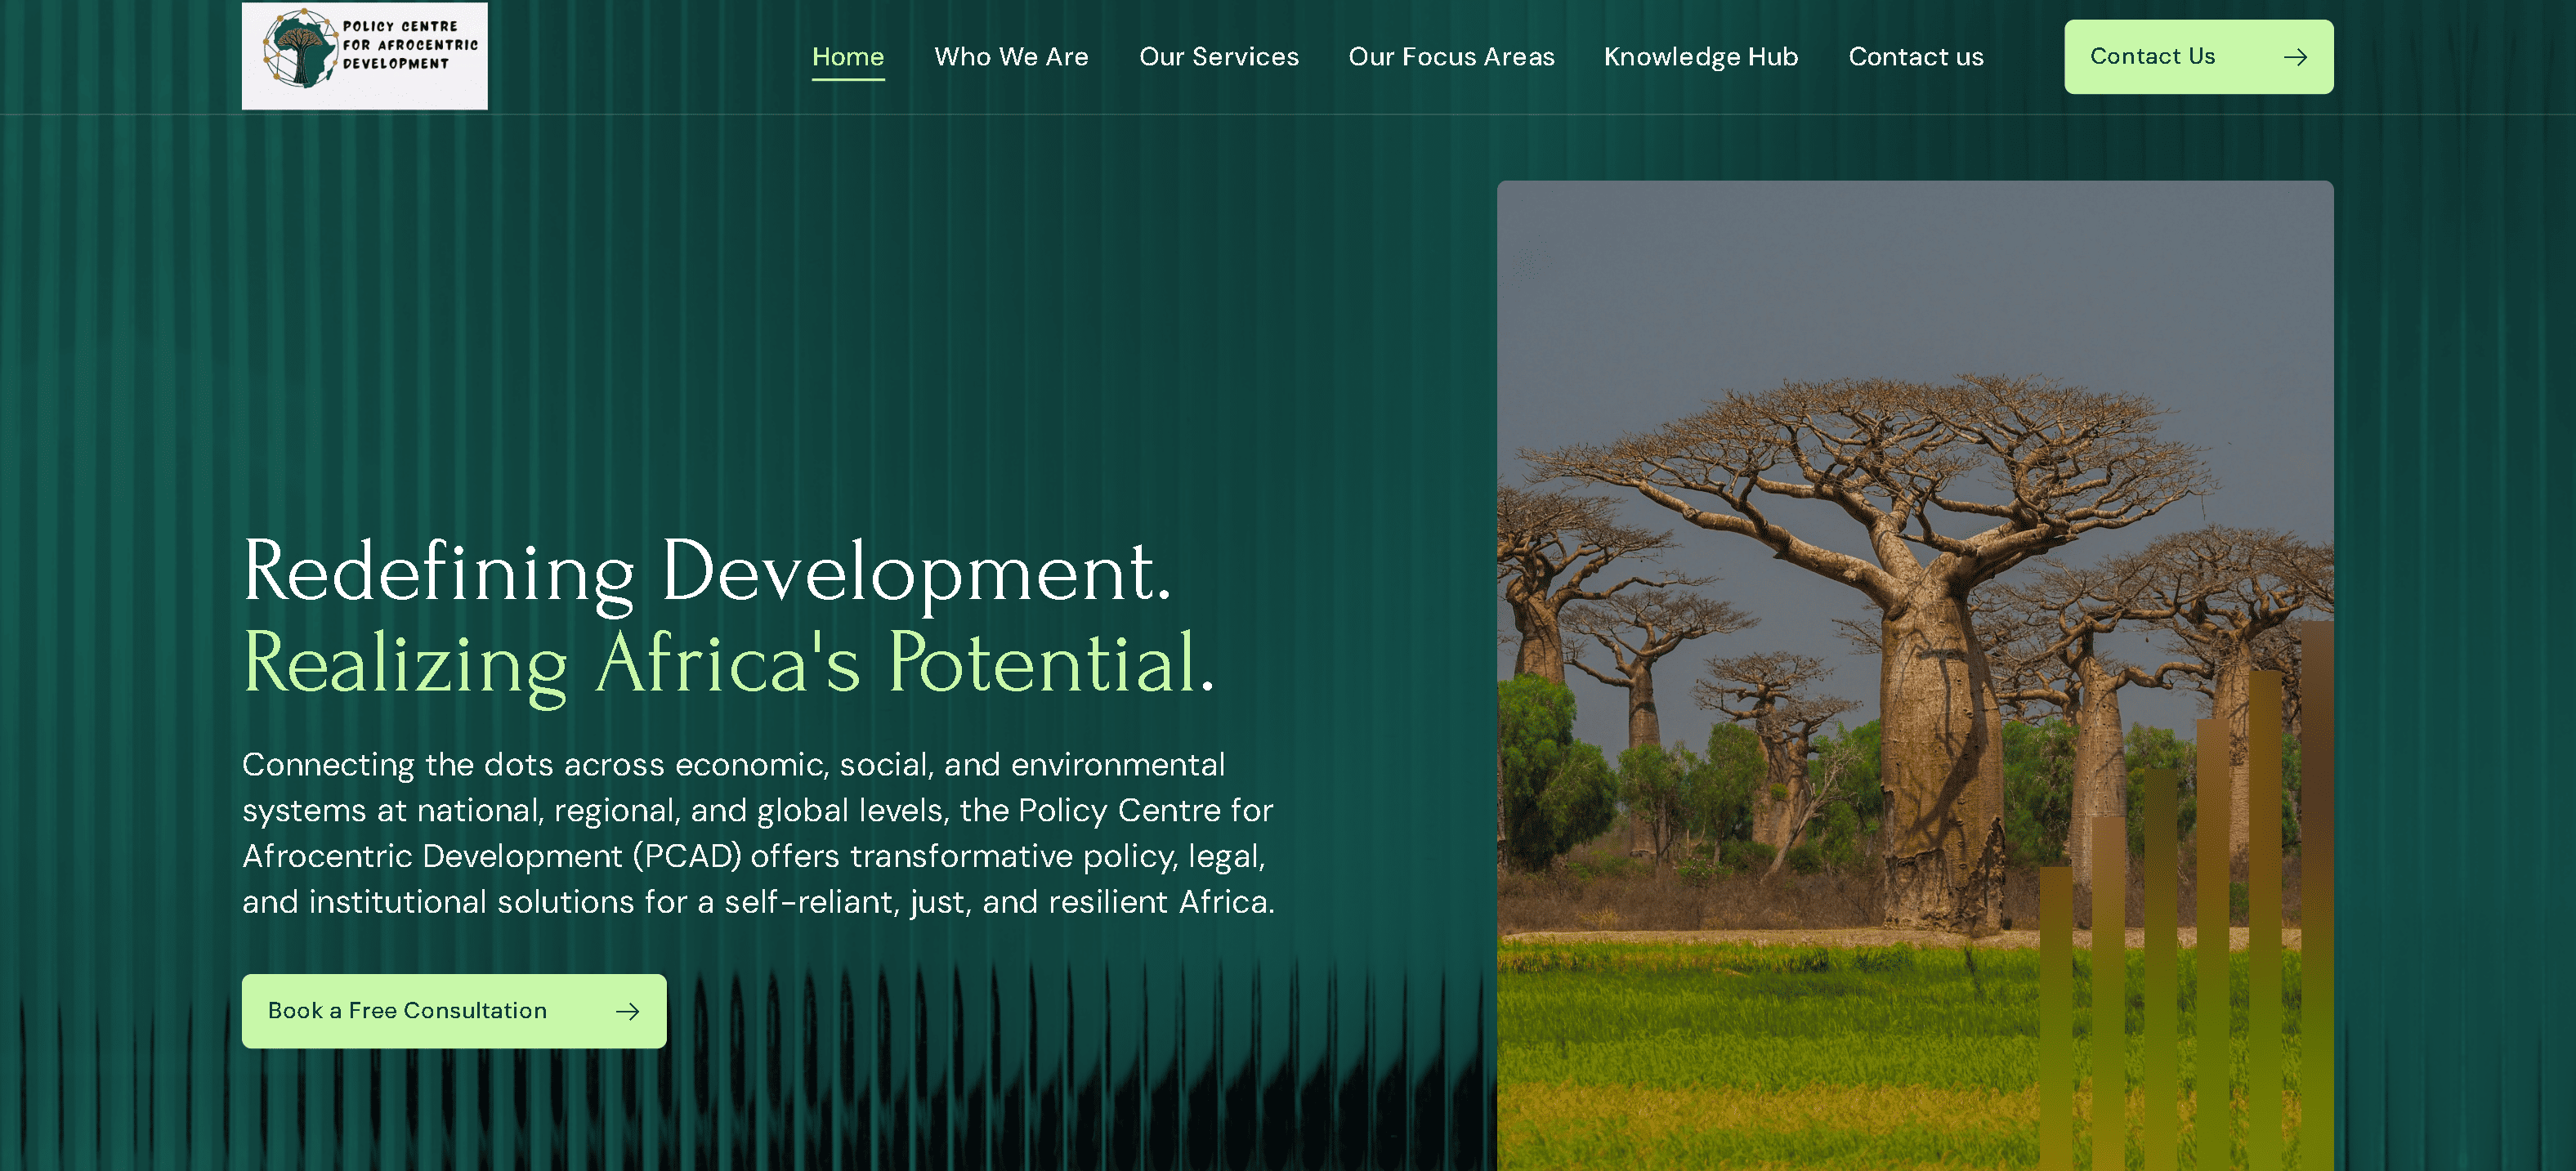 POLICY CENTRE
FOR AFROCENTRIC
DEVELOPMENT
Home
Who We Are
Our Services
Our Focus Areas
Knowledge Hub
Contact us
Contact Us
Redefining Development.
Realizing Africa's Potential.
Connecting the dots across economic, social, and environmental
systems at national, regional, and global levels, the Policy Centre for
Afrocentric Development (PCAD) offers transformative policy, legal,
and institutional solutions for a self-reliant, just, and resilient Africa.
Book a Free Consultation